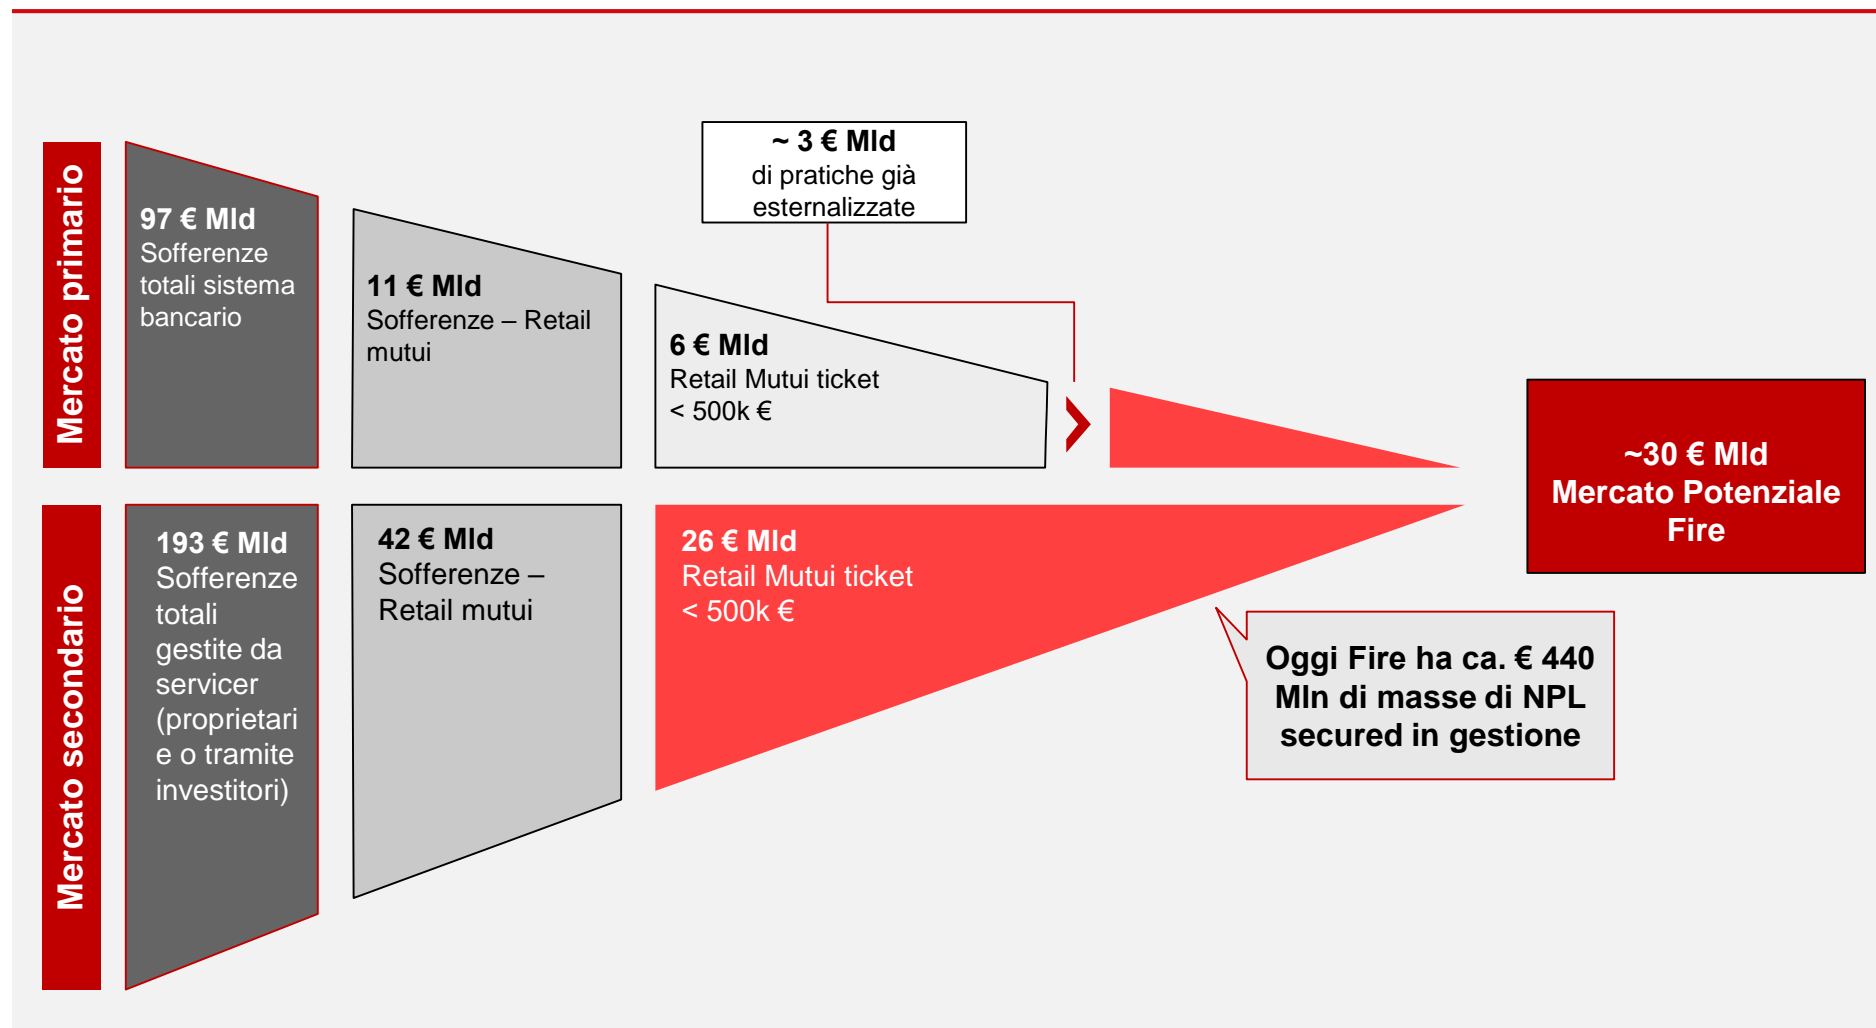 Mercato primario
97 € Mld
Sofferenze
totali sistema
bancario
11 € Mld
Sofferenze – Retail
mutui
6 € Mld
Retail Mutui ticket
< 500k €
~ 3 € Mld
di pratiche già
esternalizzate
~30 € Mld
Mercato Potenziale
Fire
Mercato secondario
193 € Mld
Sofferenze
totali
gestite da
servicer
(proprietari
e o tramite
investitori)
42 € Mld
Sofferenze –
Retail mutui
26 € Mld
Retail Mutui ticket
< 500k €
Oggi Fire ha ca. € 440
Mln di masse di NPL
secured in gestione